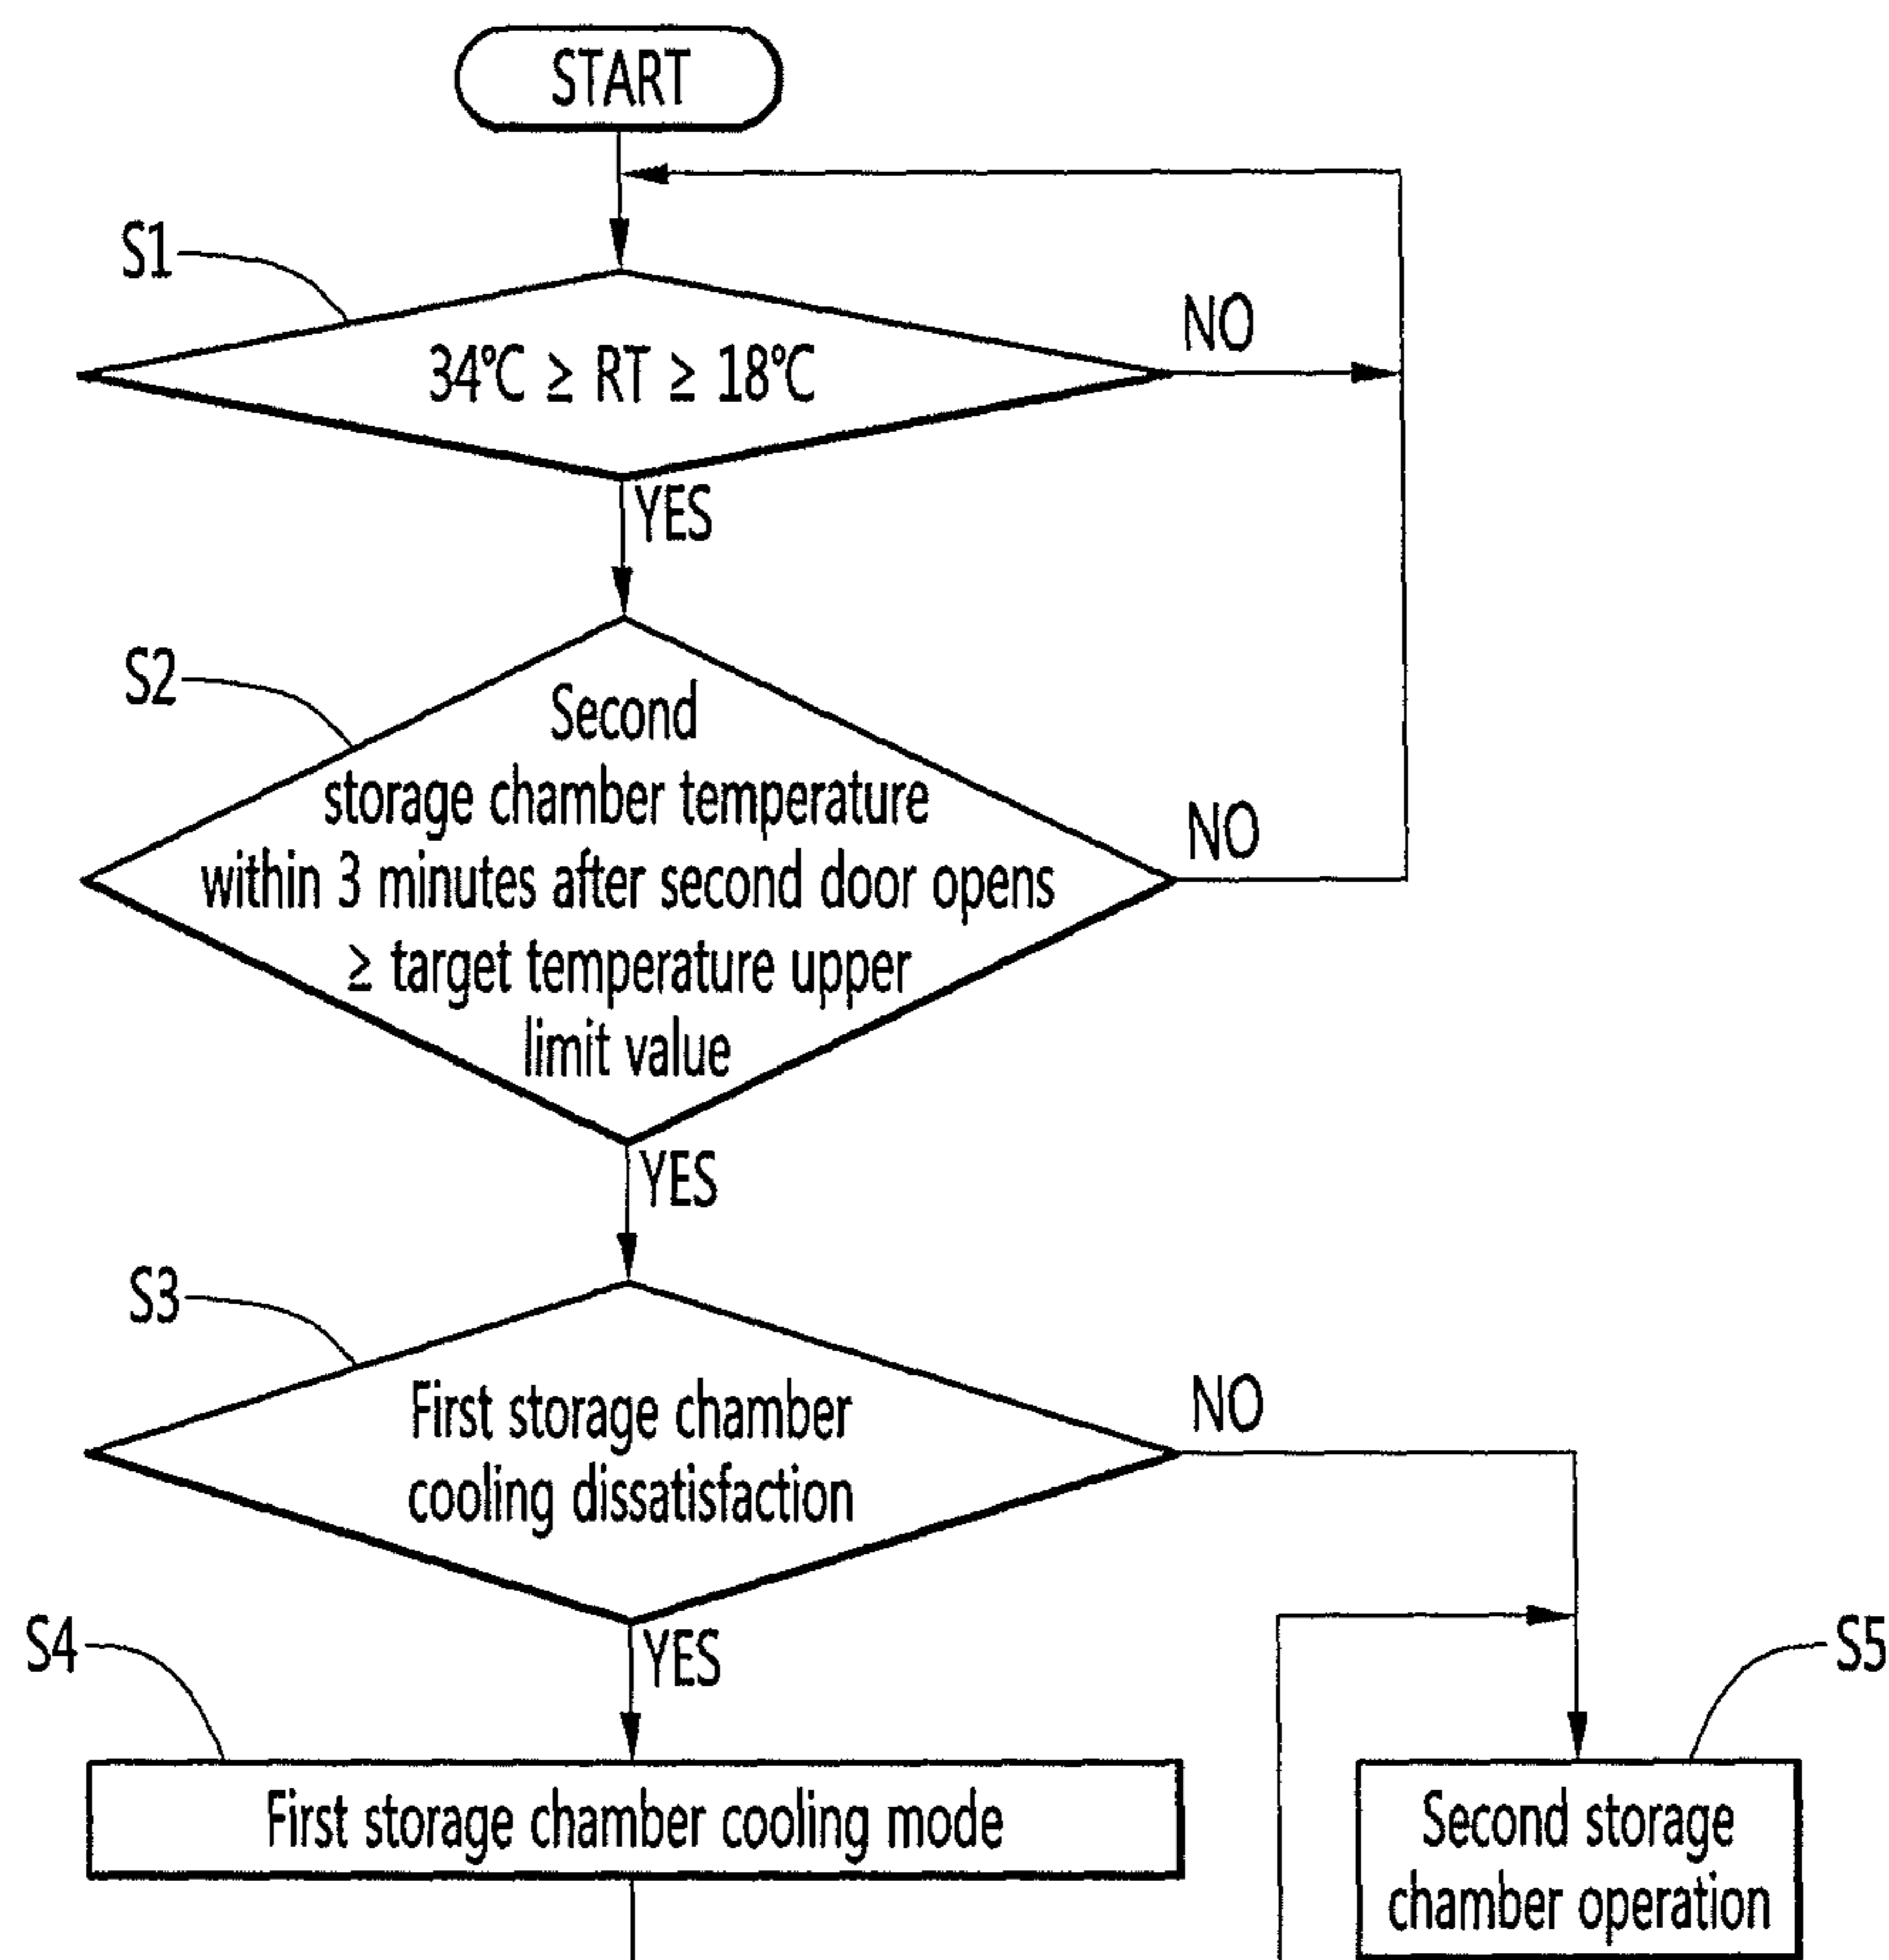 START
S1
34°C ≥ RT ≥ 18°C
NO
YES
S2
Second
storage chamber temperature
within 3 minutes after second door opens
≥ target temperature upper
limit value
NO
YES
S3
First storage chamber
cooling dissatisfaction
NO
YES
S4
S5
First storage chamber cooling mode
Second storage
chamber operation